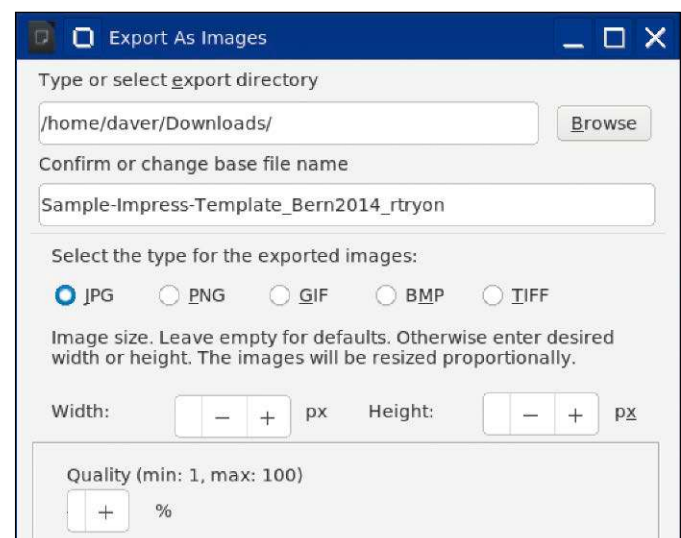 Export As Images
Type or select export directory
/home/daver/Downloads/
Browse
Confirm or change base file name
Sample-Impress-Template_Bern2014_rtryon
Select the type for the exported images:
JPG PNG GIF BMP TIFF
Image size. Leave empty for defaults. Otherwise enter desired
width or height. The images will be resized proportionally.
Width: − + px Height: − + px
Quality (min: 1, max: 100)
+ %